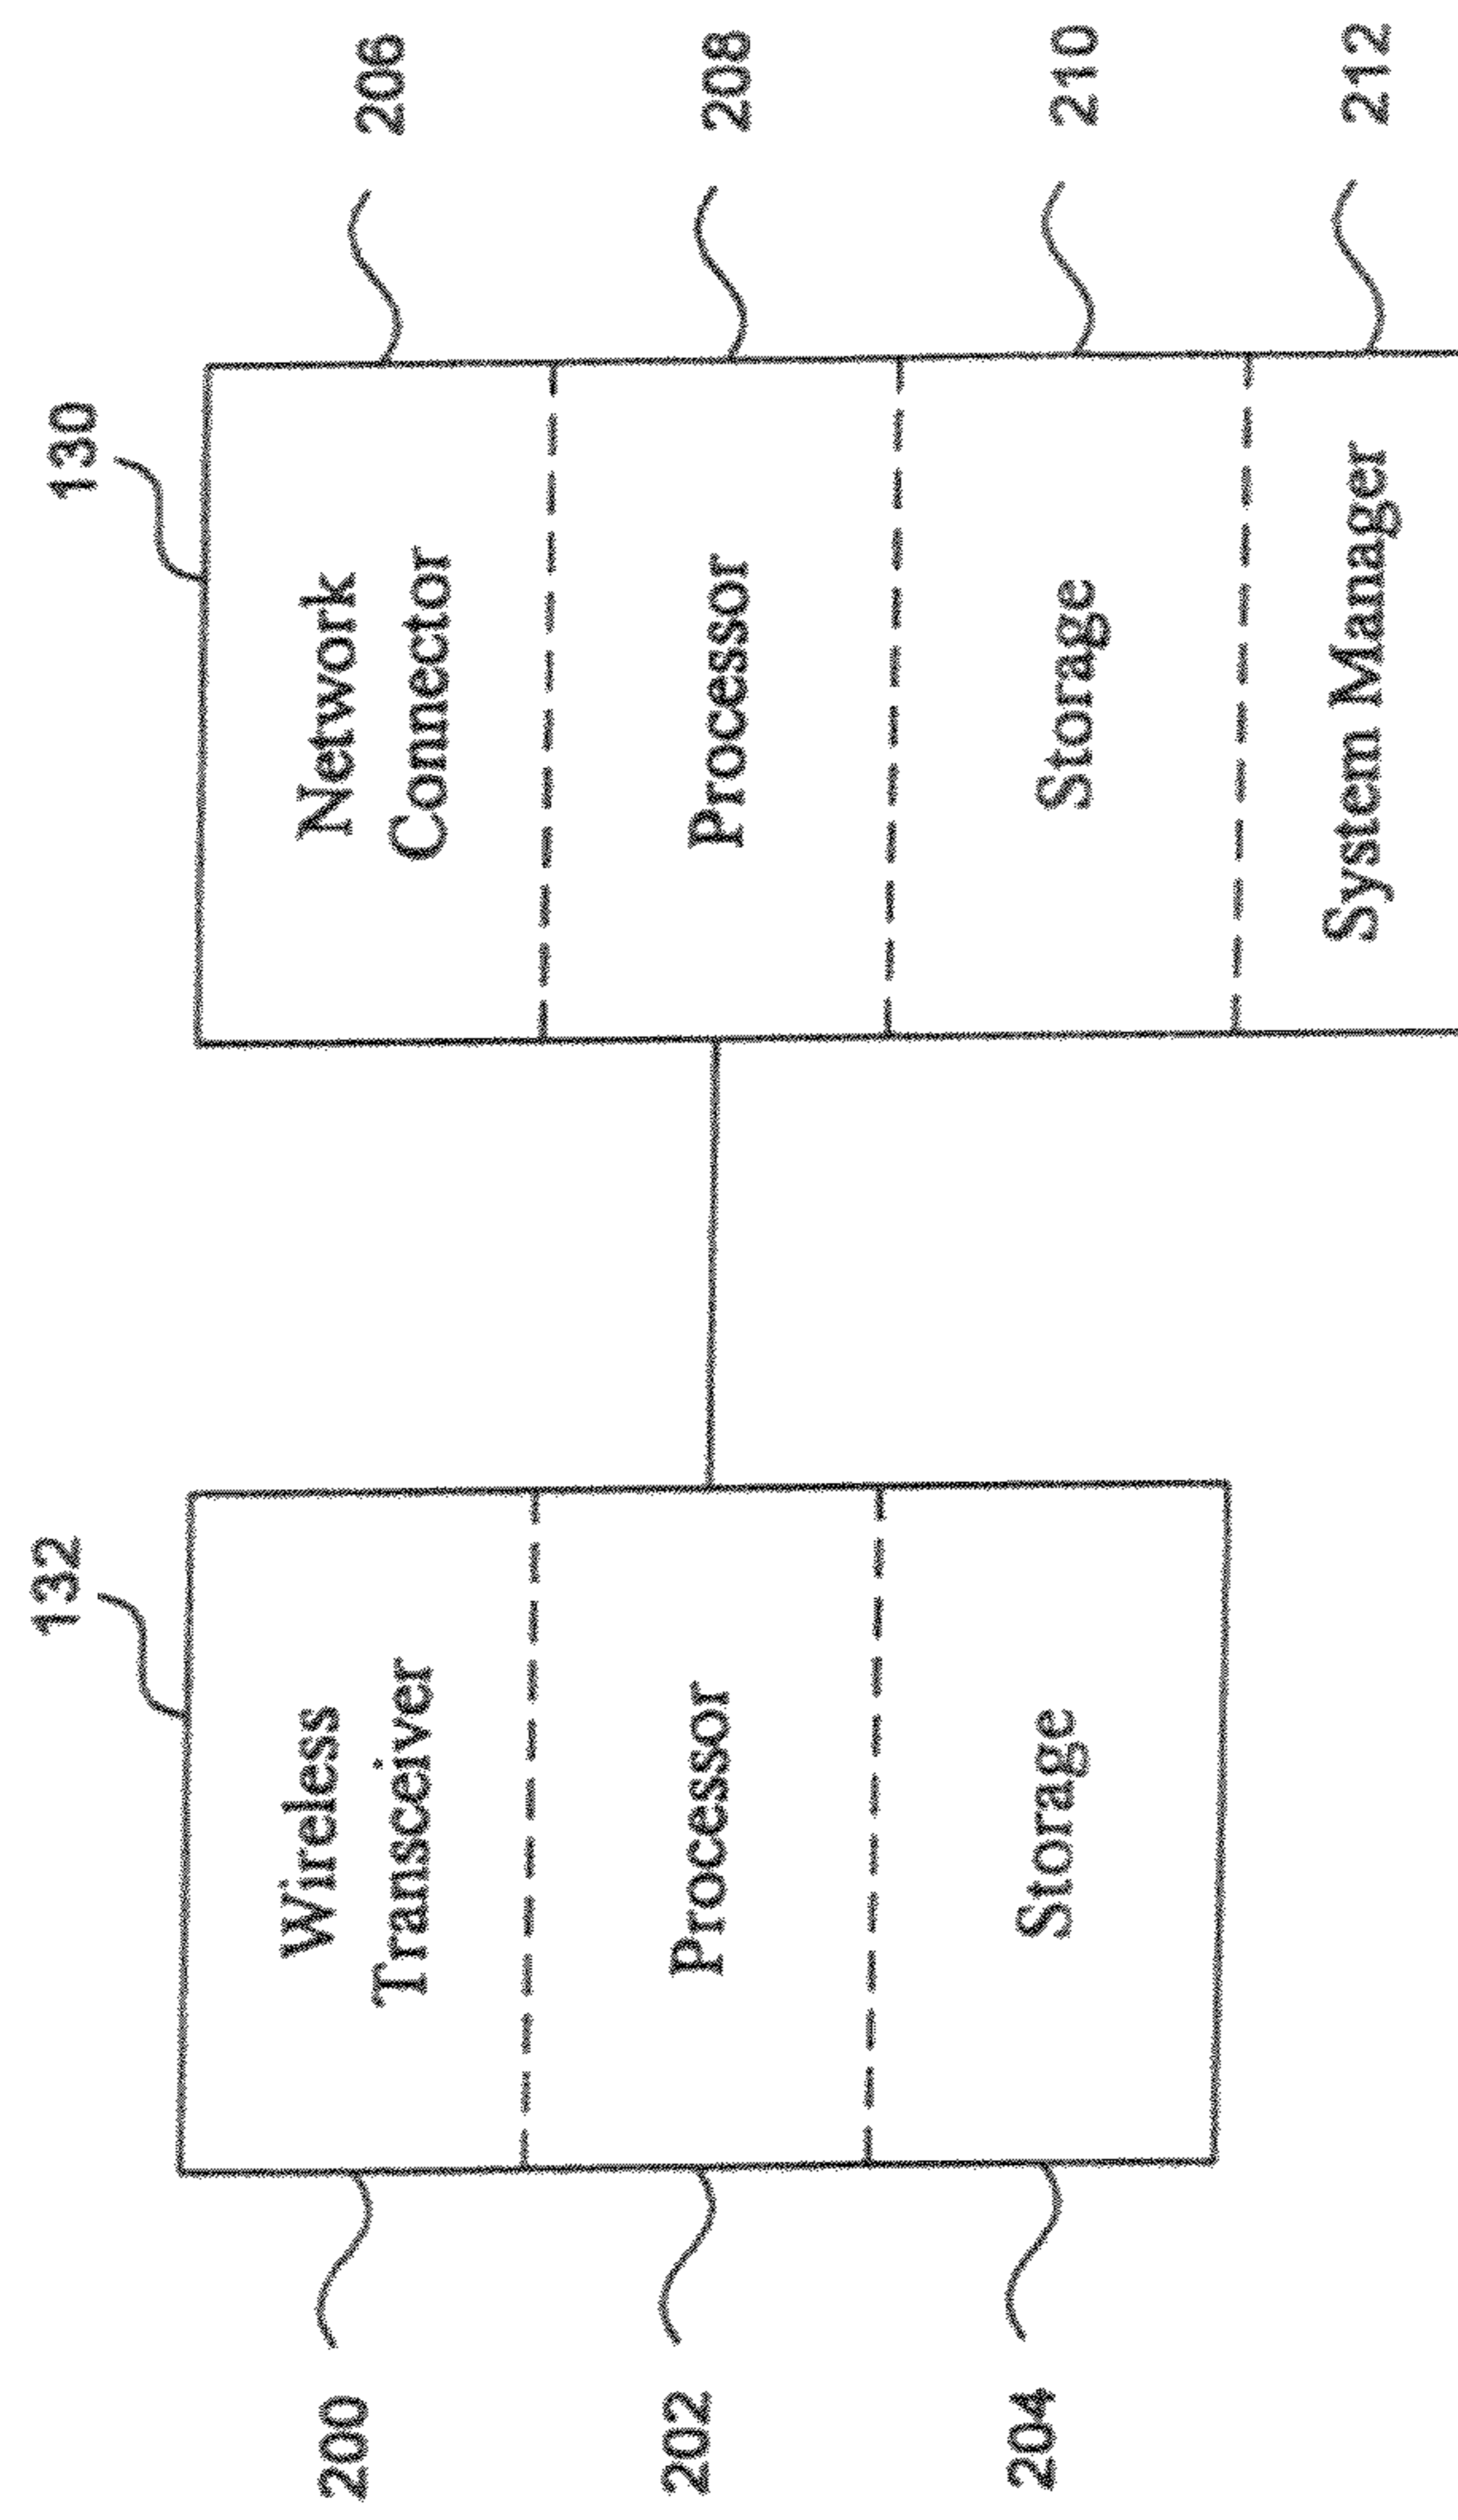 132
130
200
Wireless
Transceiver
Network
Connector
206
202
Processor
Processor
208
204
Storage
Storage
210
System Manager
212